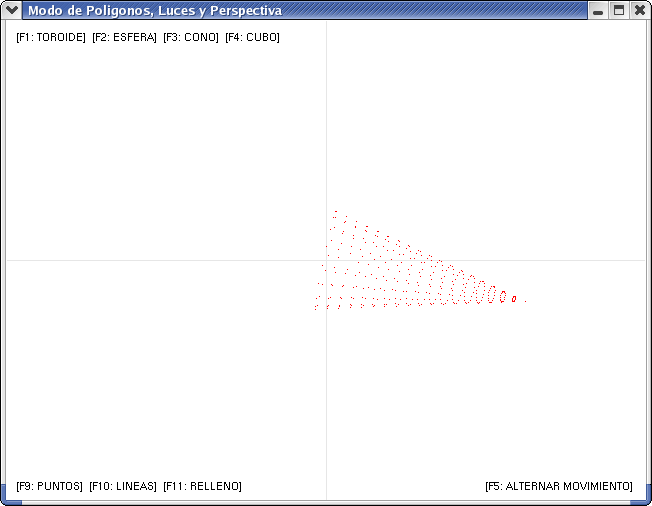 Modo de Poligonos, Luces y Perspectiva
[F1: TOROIDE] [F2: ESFERA] [F3: CONO] [F4: CUBO]
[F9: PUNTOS] [F10: LINEAS] [F11: RELLENO] [F5: ALTERNAR MOVIMIENTO]